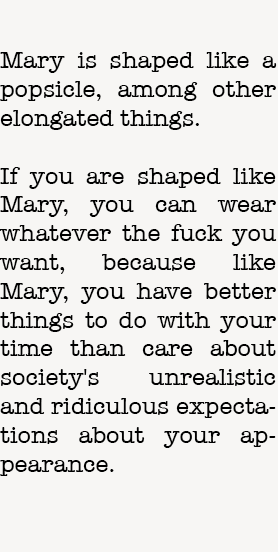 Mary is shaped like a
popsicle, among other
elongated things.
If you are shaped like
Mary, you can wear
whatever the fuck you
want, because like
Mary, you have better
things to do with your
time than care about
society's unrealistic
and ridiculous expecta-
tions about your ap-
pearance.